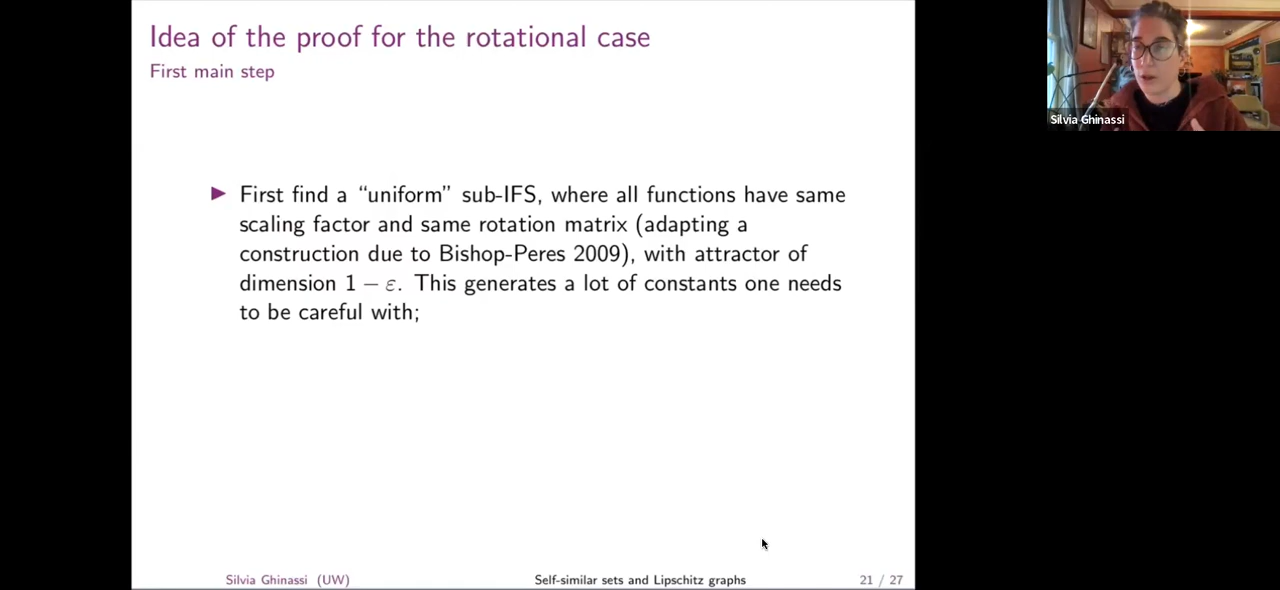 Idea of the proof for the rotational case
First main step
First find a “uniform” sub-IFS, where all functions have same
scaling factor and same rotation matrix (adapting a
construction due to Bishop-Peres 2009), with attractor of
dimension 1 − ε. This generates a lot of constants one needs
to be careful with;
Silvia Ghinassi (UW)
Self-similar sets and Lipschitz graphs
21 / 27
Silvia Ghinassi